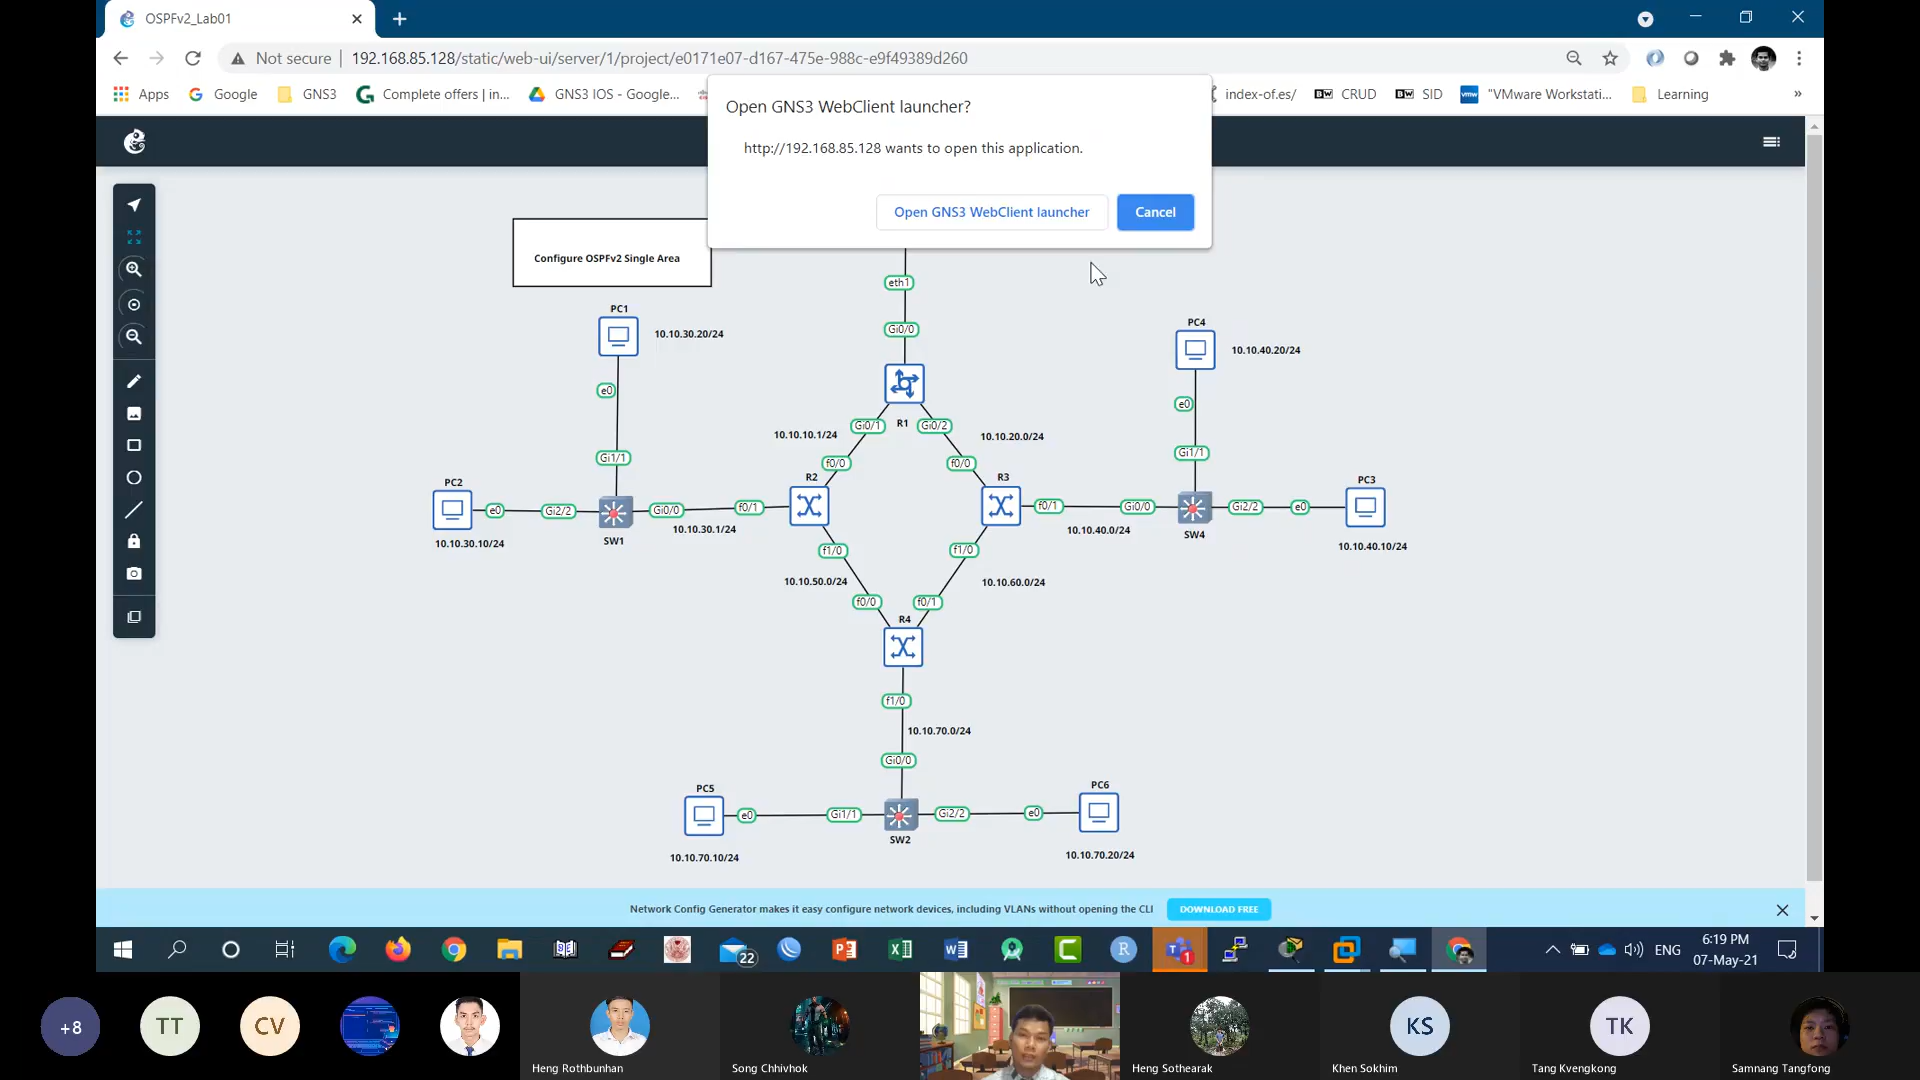 OSPFv2_Lab01
Not secure
192.168.85.128/static/web-ui/server/1/project/e0171e07-d167-475e-988c-e9f49389d260
Apps
Google
GNS3
Complete offers | in...
GNS3 IOS - Google...
index-of.es/
BW CRUD
BW SID
vmw "VMware Workstati...
Learning
»
Open GNS3 WebClient launcher?
http://192.168.85.128 wants to open this application.
Open GNS3 WebClient launcher
Cancel
Configure OSPFv2 Single Area
eth1
Gi0/0
PC1
10.10.30.20/24
e0
Gi1/1
PC4
10.10.40.20/24
e0
Gi1/1
R1
Gi0/1
Gi0/2
10.10.10.1/24
10.10.20.0/24
f0/0
f0/0
PC2
e0
Gi2/2
SW1
Gi0/0
f0/1
R2
10.10.30.10/24
10.10.30.1/24
R3
f0/1
Gi0/0
SW4
Gi2/2
e0
PC3
10.10.40.0/24
10.10.40.10/24
f1/0
f1/0
10.10.50.0/24
10.10.60.0/24
f0/0
f0/1
R4
f1/0
10.10.70.0/24
Gi0/0
PC5
e0
Gi1/1
SW2
Gi2/2
e0
PC6
10.10.70.10/24
10.10.70.20/24
Network Config Generator makes it easy configure network devices, including VLANs without opening the CLI
DOWNLOAD FREE
22
1
ENG
6:19 PM
07-May-21
+8
TT
CV
KS
TK
Heng Rothbunhan
Song Chhivhok
Heng Sothearak
Khen Sokhim
Tang Kvengkong
Samnang Tangfong